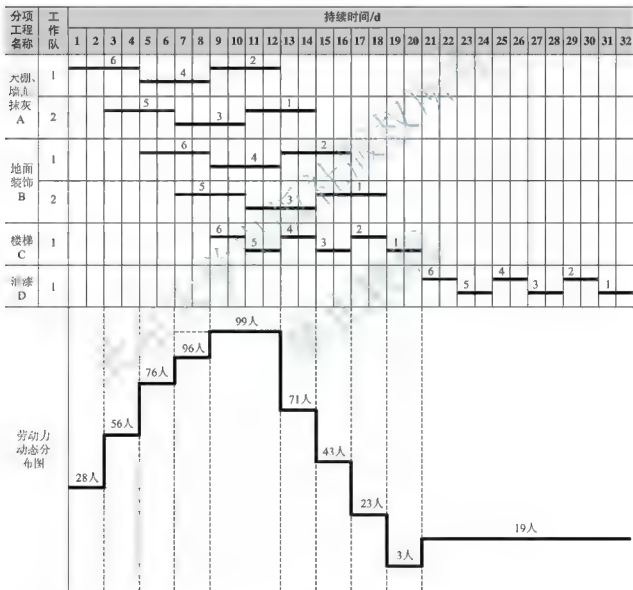 分项工程名称 工作队 持续时间/d
1 2 3 4 5 6 7 8 9 10 11 12 13 14 15 16 17 18 19 20 21 22 23 24 25 26 27 28 29 30 31 32
天棚、墙面抹灰 A
1 6 4 2
2 5 3 1
地面装饰 B
1 6 4 2
2 5 3 1
楼梯 C
1 6 5 4 3 2 1
油漆 D
1 6 5 4 3 2 1
劳动力动态分布图
28人
56人
76人
96人
99人
71人
43人
23人
3人
19人